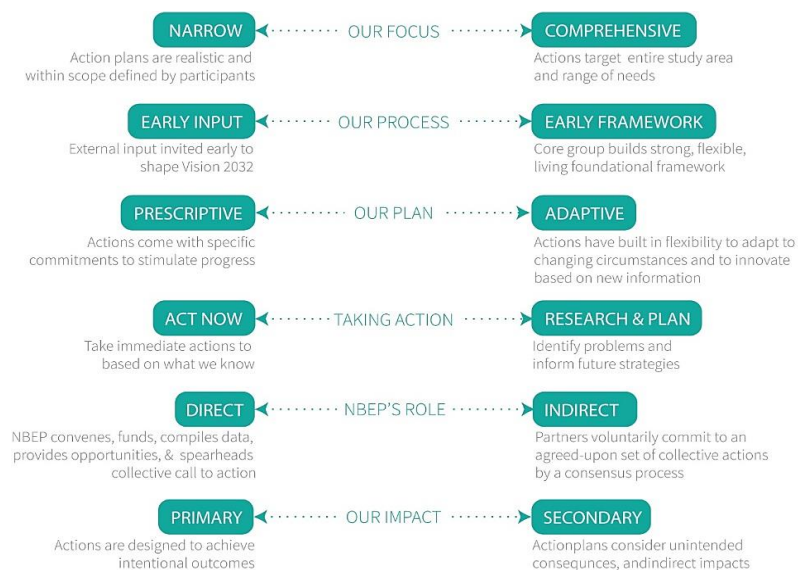 NARROW OUR FOCUS COMPREHENSIVE
Action plans are realistic and
within scope defined by participants
Actions target entire study area
and range of needs
EARLY INPUT OUR PROCESS EARLY FRAMEWORK
External input invited early to
shape Vision 2032
Core group builds strong, flexible,
living foundational framework
PRESCRIPTIVE OUR PLAN ADAPTIVE
Actions come with specific
commitments to stimulate progress
Actions have built in flexibility to adapt to
changing circumstances and to innovate
based on new information
ACT NOW TAKING ACTION RESEARCH & PLAN
Take immediate actions to
based on what we know
Identify problems and
inform future strategies
DIRECT NBEP'S ROLE INDIRECT
NBEP convenes, funds, compiles data,
provides opportunities, & spearheads
collective call to action
Partners voluntarily commit to an
agreed-upon set of collective actions
by a consensus process
PRIMARY OUR IMPACT SECONDARY
Actions are designed to achieve
intentional outcomes
Actionplans consider unintended
consequnces, andindirect impacts